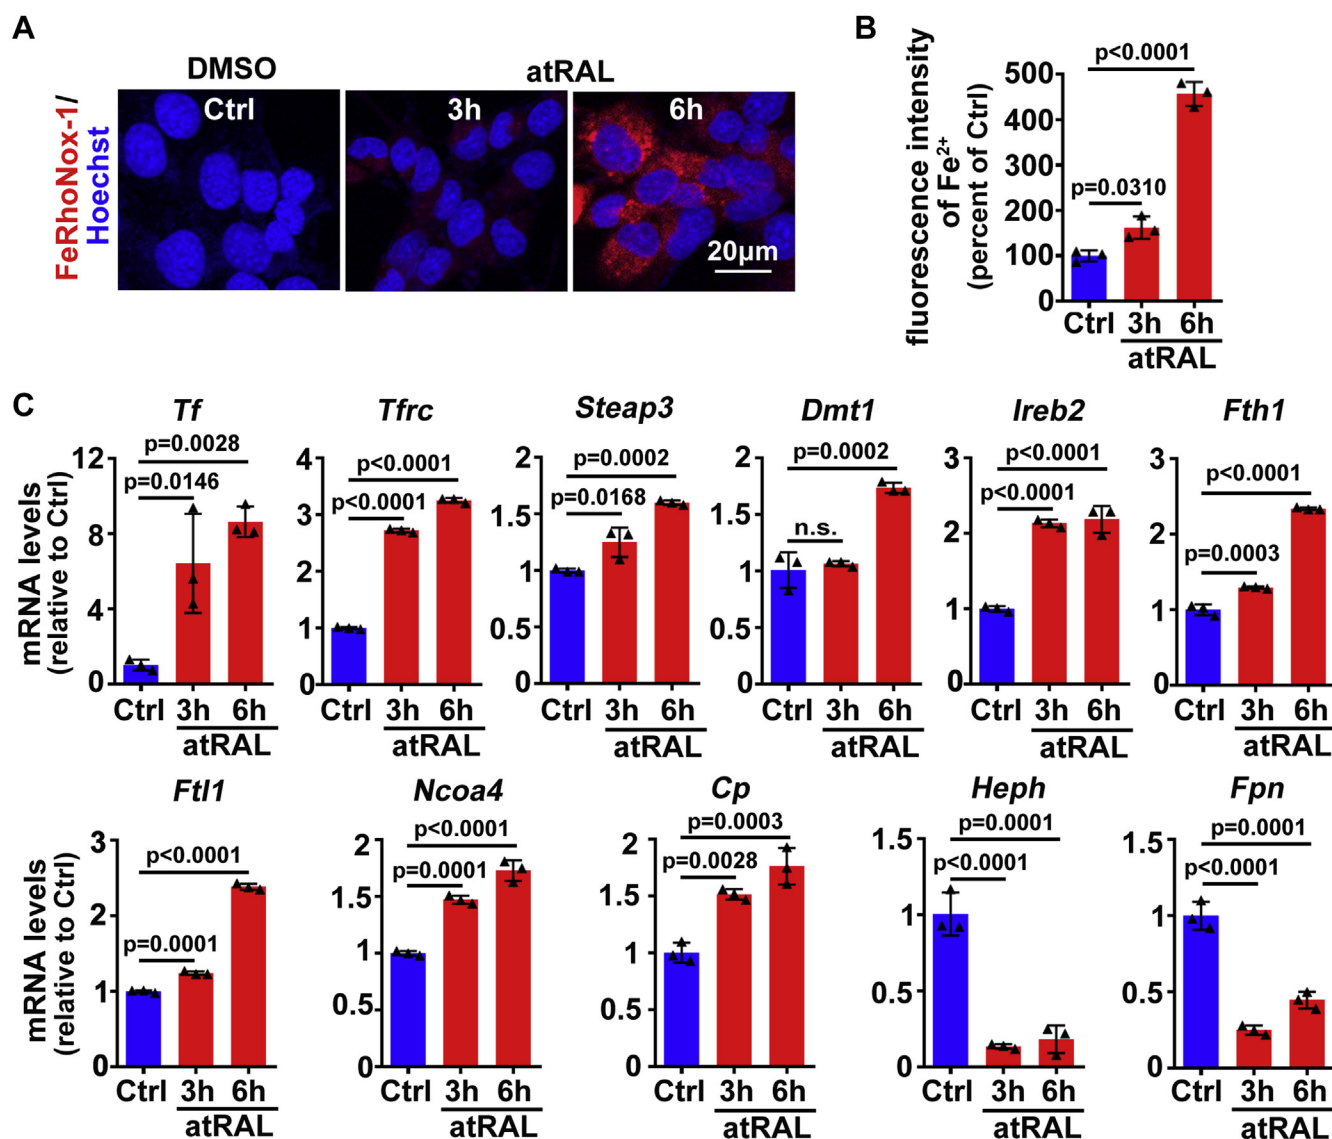 A
DMSO
atRAL
Ctrl
3h
6h
FeRhoNox-1/
Hoechst
20μm
B
fluorescence intensity
of Fe²⁺
(percent of Ctrl)
p<0.0001
p=0.0310
500
400
300
200
100
0
Ctrl 3h 6h
atRAL
C
mRNA levels
(relative to Ctrl)
Tf
p=0.0028
p=0.0146
12
8
4
0
Ctrl 3h 6h
atRAL
Tfrc
p<0.0001
p<0.0001
4
3
2
1
0
Ctrl 3h 6h
atRAL
Steap3
p=0.0002
p=0.0168
2
1.5
1
0.5
0
Ctrl 3h 6h
atRAL
Dmt1
p=0.0002
n.s.
2
1.5
1
0.5
0
Ctrl 3h 6h
atRAL
Ireb2
p<0.0001
p<0.0001
3
2
1
0
Ctrl 3h 6h
atRAL
Fth1
p<0.0001
p=0.0003
3
2
1
0
Ctrl 3h 6h
atRAL
mRNA levels
(relative to Ctrl)
Ftl1
p<0.0001
p=0.0001
3
2
1
0
Ctrl 3h 6h
atRAL
Ncoa4
p<0.0001
p=0.0001
2
1.5
1
0.5
0
Ctrl 3h 6h
atRAL
Cp
p=0.0003
p=0.0028
2
1.5
1
0.5
0
Ctrl 3h 6h
atRAL
Heph
p=0.0001
p<0.0001
1.5
1
0.5
0
Ctrl 3h 6h
atRAL
Fpn
p=0.0001
p<0.0001
1.5
1
0.5
0
Ctrl 3h 6h
atRAL